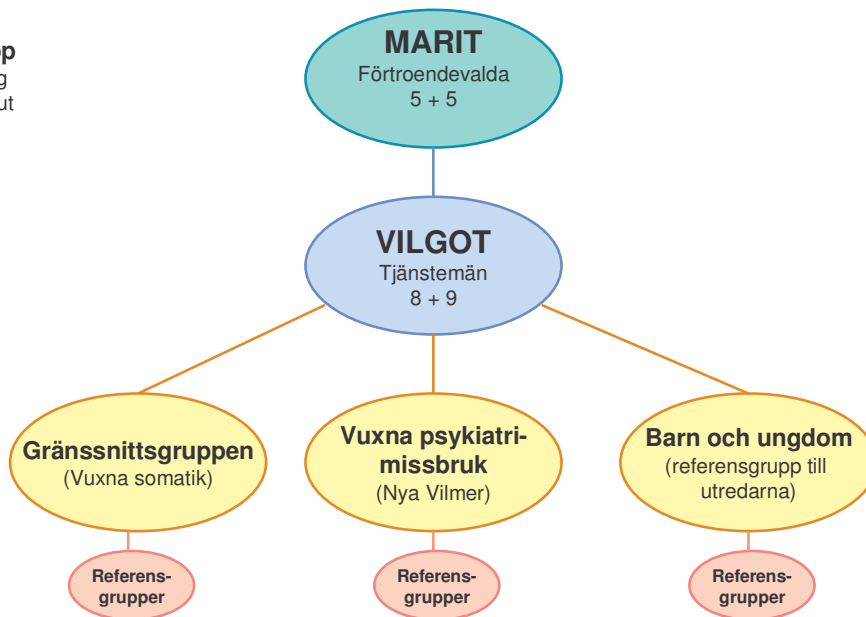 MARIT
Förtroendevalda
5 + 5
VILGOT
Tjänstemän
8 + 9
Gränssnittsgruppen
(Vuxna somatik)
Vuxna psykiatri-
missbruk
(Nya Vilmer)
Barn och ungdom
(referensgrupp till
utredarna)
Referens-
grupper
Referens-
grupper
Referens-
grupper